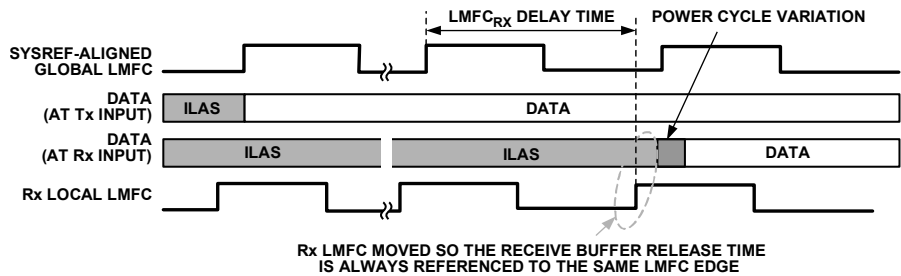 LMFCRX DELAY TIME
POWER CYCLE VARIATION
SYSREF-ALIGNED
GLOBAL LMFC
DATA
(AT Tx INPUT)
ILAS
DATA
DATA
(AT Rx INPUT)
ILAS
ILAS
DATA
Rx LOCAL LMFC
Rx LMFC MOVED SO THE RECEIVE BUFFER RELEASE TIME
IS ALWAYS REFERENCED TO THE SAME LMFC EDGE